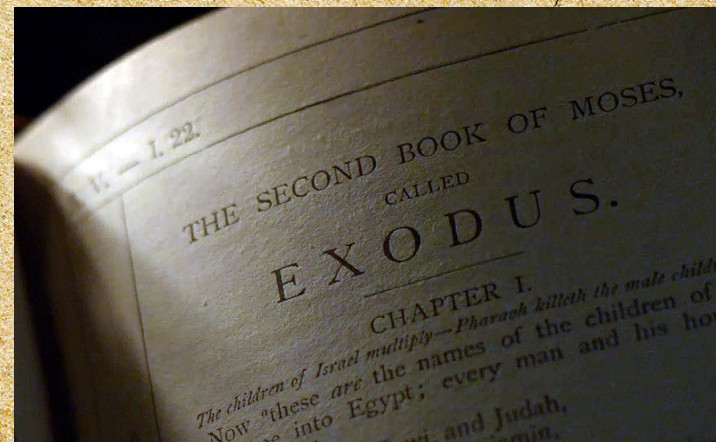 I. 22.
THE SECOND BOOK OF MOSES,
CALLED
EXODUS.
CHAPTER I.
The children of Israel multiply—Pharaoh killeth the male
Now these are the names of the children of
into Egypt; every man and his
and Judah,